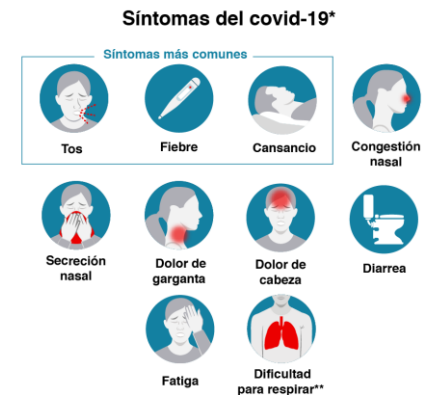 Síntomas del covid-19*
Síntomas más comunes
Tos
Fiebre
Cansancio
Congestión
nasal
Secreción
nasal
Dolor de
garganta
Dolor de
cabeza
Diarrea
Fatiga
Dificultad
para respirar**